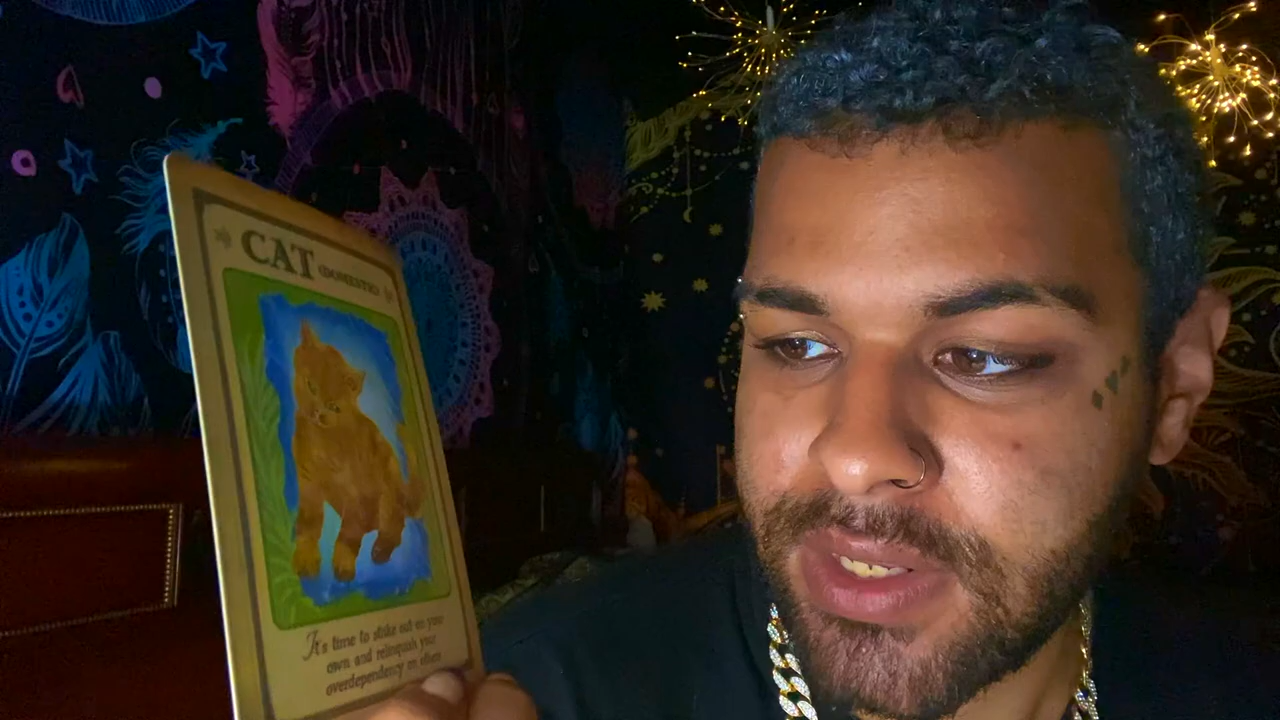 CAT (DOMESTIC)
It's time to strike out on your
own and relinquish your
overdependency on others